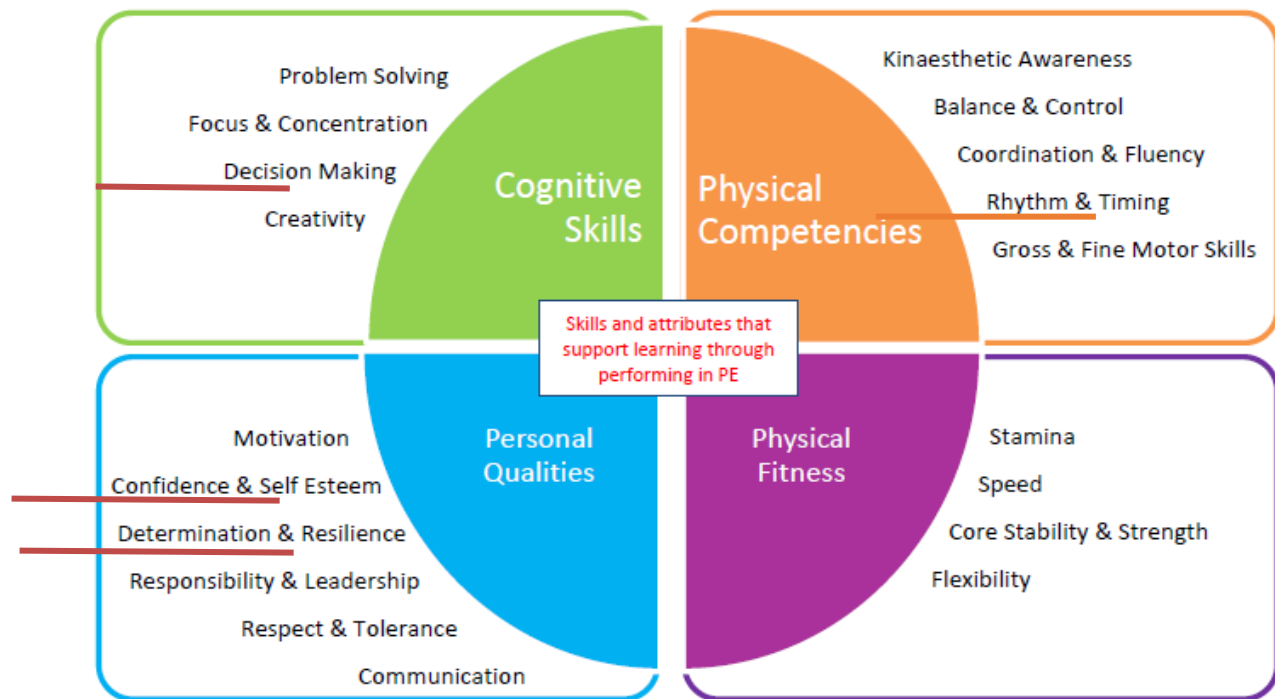 Problem Solving
Focus & Concentration
Decision Making
Creativity
Cognitive
Skills
Physical
Competencies
Kinaesthetic Awareness
Balance & Control
Coordination & Fluency
Rhythm & Timing
Gross & Fine Motor Skills
Skills and attributes that
support learning through
performing in PE
Motivation
Confidence & Self Esteem
Determination & Resilience
Responsibility & Leadership
Respect & Tolerance
Communication
Personal
Qualities
Physical
Fitness
Stamina
Speed
Core Stability & Strength
Flexibility